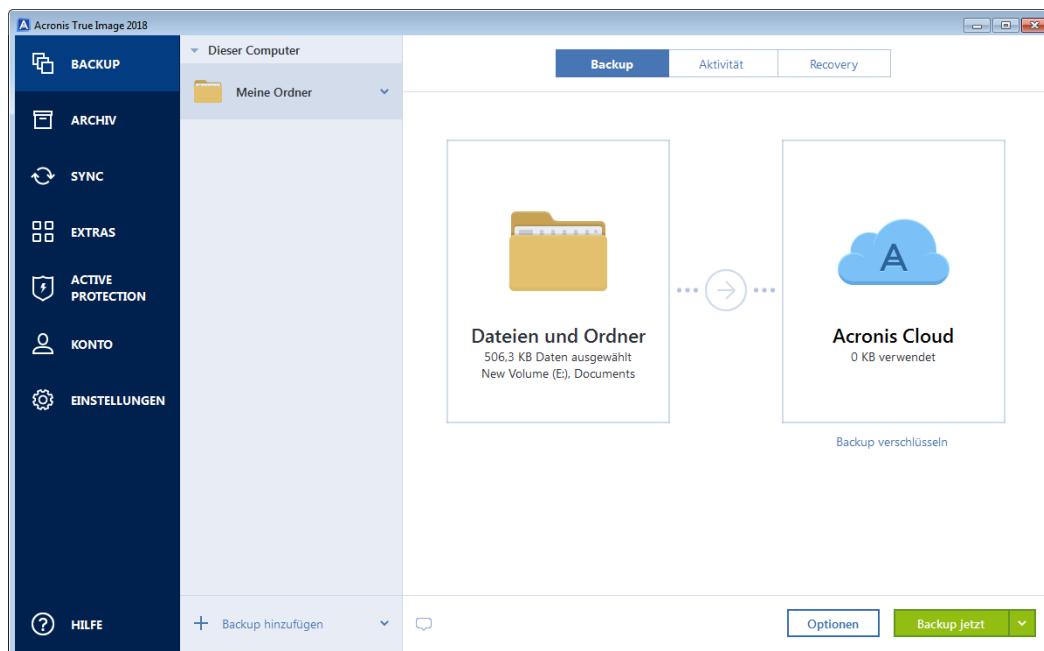 Acronis True Image 2018
BACKUP
ARCHIV
SYNC
EXTRAS
ACTIVE
PROTECTION
KONTO
EINSTELLUNGEN
HILFE
Dieser Computer
Meine Ordner
Backup hinzufügen
Backup
Aktivität
Recovery
Dateien und Ordner
506,3 KB Daten ausgewählt
New Volume (E:), Documents
Acronis Cloud
0 KB verwendet
Backup verschlüsseln
Optionen
Backup jetzt